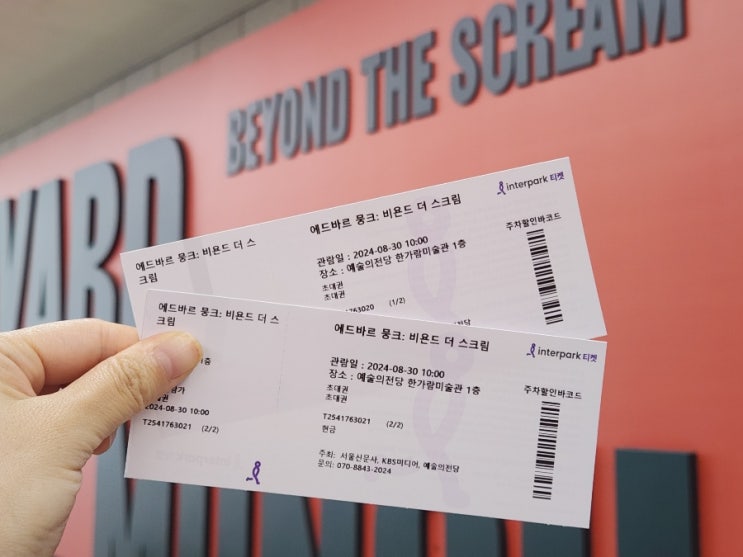 BEYOND THE SCREAM
VARD
interpark 티켓
에드바르 뭉크: 비욘드 더 스
크림
에드바르 뭉크: 비욘드 더 스크림
관람일 : 2024-08-30 10:00
장소 : 예술의전당 한가람미술관 1층
초대권
초대권
(1/2)
주차할인바코드
에드바르 뭉크: 비욘드 더 스
크림
2024-08-30 10:00
T2541763021 (2/2)
에드바르 뭉크: 비욘드 더 스크림
관람일 : 2024-08-30 10:00
장소 : 예술의전당 한가람미술관 1층
초대권
초대권
T2541763021 (2/2)
현금
주최: 서울신문사, KBS미디어, 예술의전당
문의: 070-8843-2024
interpark 티켓
주차할인바코드